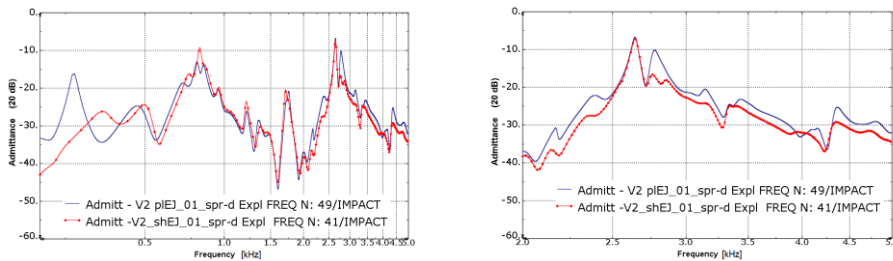 -0.
-10.
-20.
-30.
-40.
-50.
-60.
Admittance (20 dB)
Admitt - V2 plEJ_01_spr-d Expl FREQ N: 49/IMPACT
Admitt -V2_shEJ_01_spr-d Expl FREQ N: 41/IMPACT
0.5 1.0 1.5 2.0 2.5 3.0 3.5 4.0 4.5 5.0
Frequency [kHz]
-0.
-10.
-20.
-30.
-40.
-50.
-60.
Admittance (20 dB)
Admitt - V2 plEJ_01_spr-d Expl FREQ N: 49/IMPACT
Admitt -V2_shEJ_01_spr-d Expl FREQ N: 41/IMPACT
2.0 2.5 3.0 3.5 4.0 4.5 5.
Frequency [kHz]